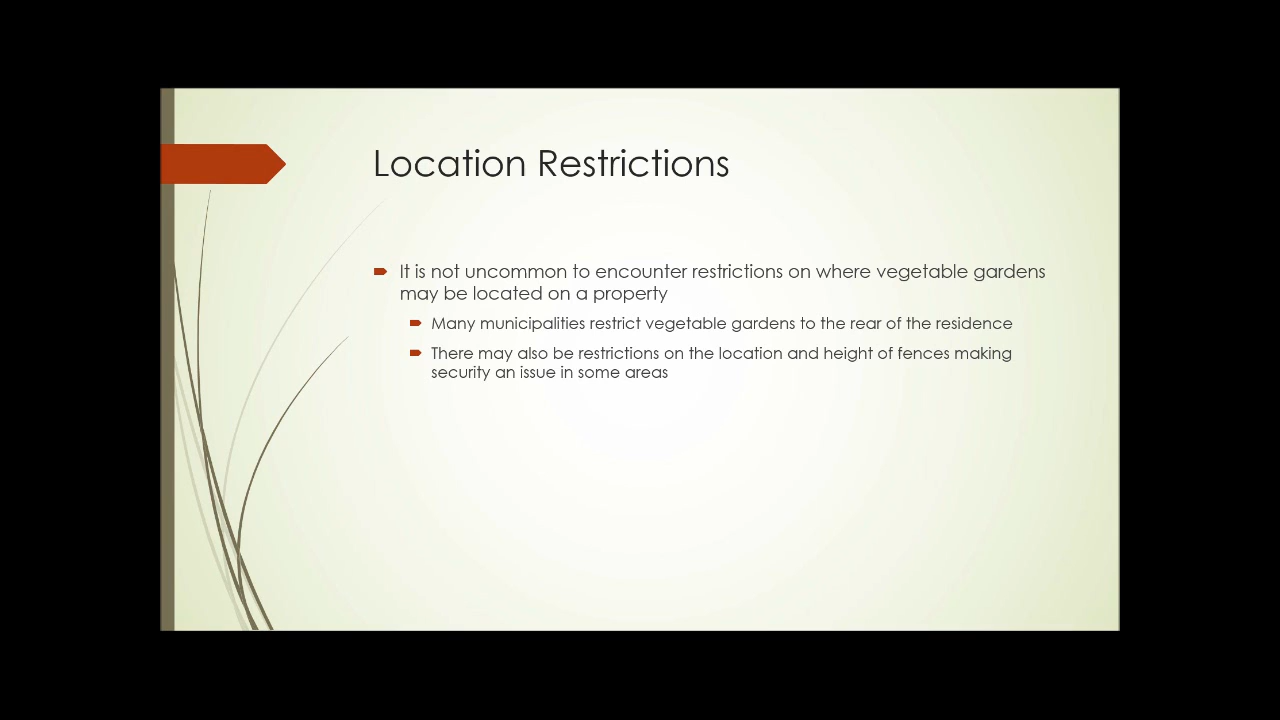 Location Restrictions
It is not uncommon to encounter restrictions on where vegetable gardens
may be located on a property
Many municipalities restrict vegetable gardens to the rear of the residence
There may also be restrictions on the location and height of fences making
security an issue in some areas